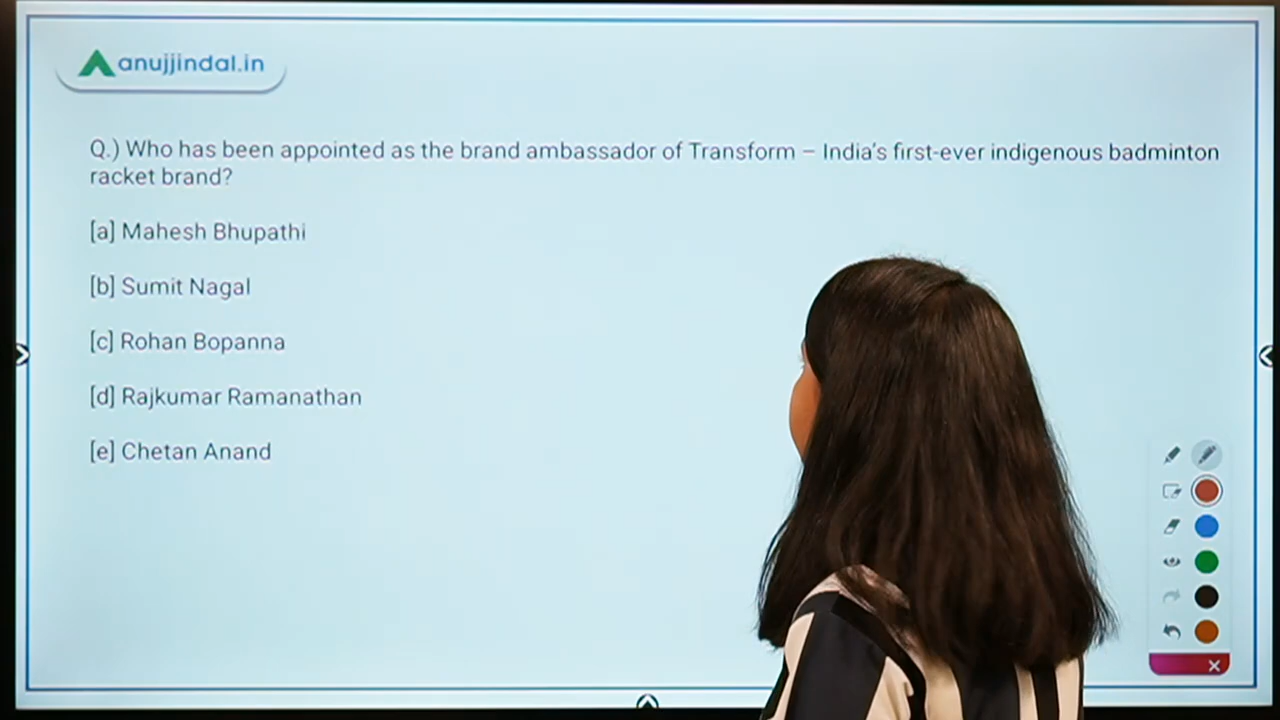 anujjindal.in
Q.) Who has been appointed as the brand ambassador of Transform – India's first-ever indigenous badminton
racket brand?
[a] Mahesh Bhupathi
[b] Sumit Nagal
[c] Rohan Bopanna
[d] Rajkumar Ramanathan
[e] Chetan Anand